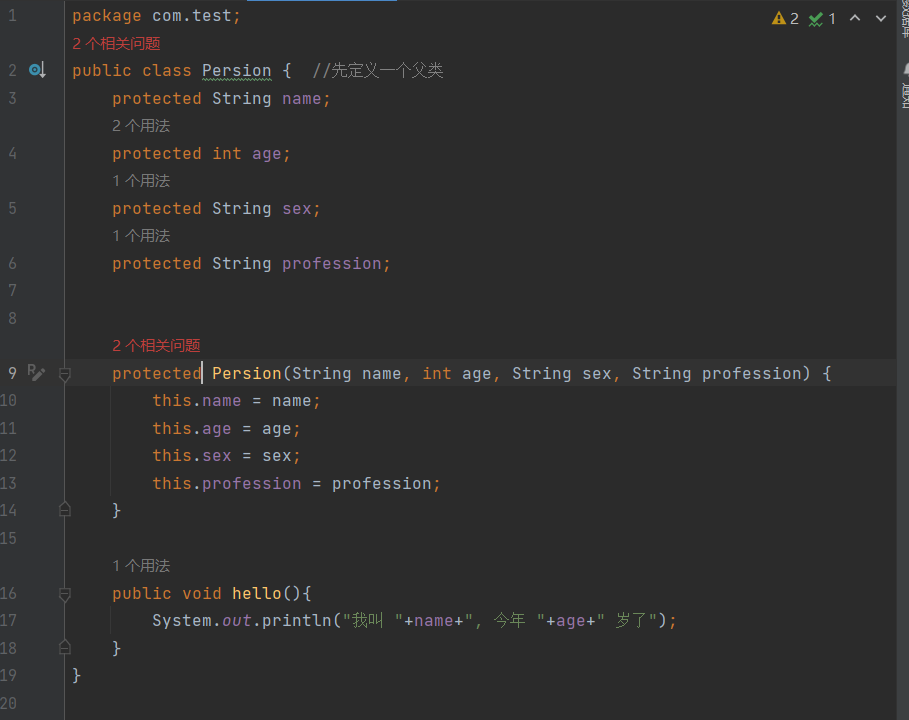 1 package com.test; 2 1
2 个相关问题
2 public class Persion { //先定义一个父类
3 protected String name;
2 个用法
4 protected int age;
1 个用法
5 protected String sex;
1 个用法
6 protected String profession;
7
8
2 个相关问题
9 protected Persion(String name, int age, String sex, String profession) {
10 this.name = name;
11 this.age = age;
12 this.sex = sex;
13 this.profession = profession;
14 }
15
1 个用法
16 public void hello(){
17 System.out.println("我叫 "+name+", 今年 "+age+" 岁了");
18 }
19 }
20